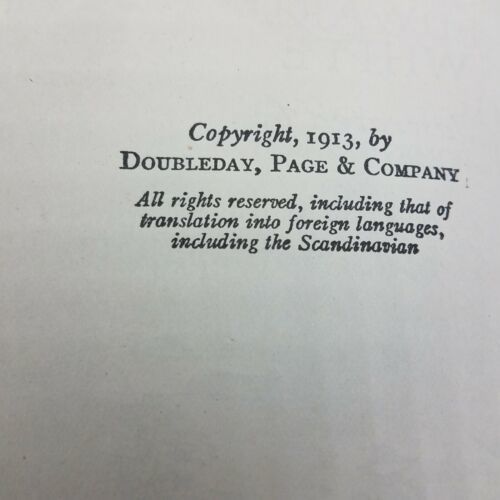 Copyright, 1913, by
DOUBLEDAY, PAGE & COMPANY
All rights reserved, including that of
translation into foreign languages,
including the Scandinavian